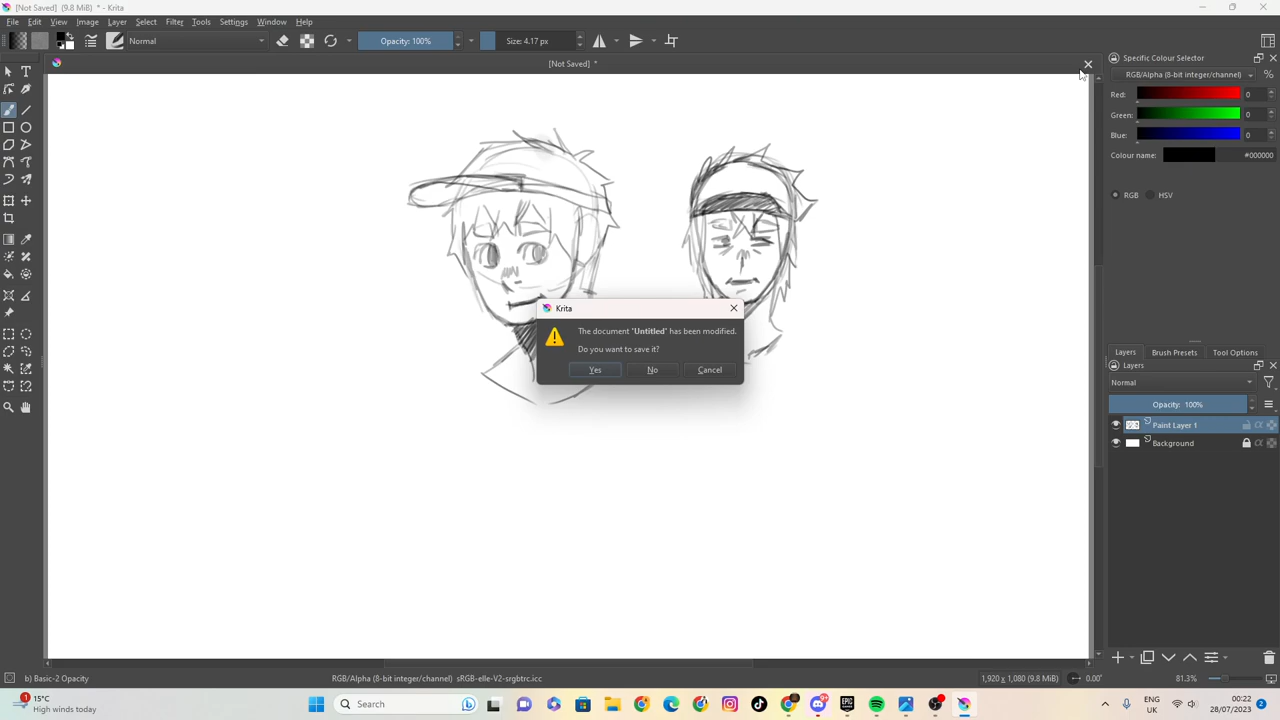 [Not Saved] (9.8 MiB) * - Krita
File Edit View Image Layer Select Filter Tools Settings Window Help
Normal Opacity: 100% Size: 4.17 px
[Not Saved] *
Specific Colour Selector
RGB/Alpha (8-bit integer/channel) %
Red: 0
Green: 0
Blue: 0
Colour name: #000000
RGB HSV
Krita
The document 'Untitled' has been modified.
Do you want to save it?
Yes No Cancel
Layers Brush Presets Tool Options
Layers
Normal
Opacity: 100%
Paint Layer 1
Background
b) Basic-2 Opacity RGB/Alpha (8-bit integer/channel) sRGB-elle-V2-srgbtrc.icc 1,920 x 1,080 (9.8 MiB) 0.00° 81.3%
1 15°C
High winds today
Search
9+
ENG
UK
00:22
28/07/2023
2